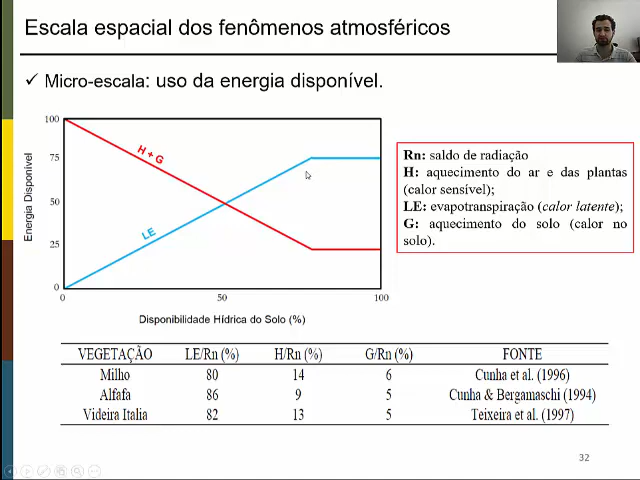 Escala espacial dos fenômenos atmosféricos
✓ Micro-escala: uso da energia disponível.
Energia Disponível
100
75
50
25
0
H + G
LE
0
50
100
Disponibilidade Hídrica do Solo (%)
Rn: saldo de radiação
H: aquecimento do ar e das plantas
(calor sensível);
LE: evapotranspiração (calor latente);
G: aquecimento do solo (calor no
solo).
VEGETAÇÃO LE/Rn (%) H/Rn (%) G/Rn (%) FONTE
Milho 80 14 6 Cunha et al. (1996)
Alfafa 86 9 5 Cunha & Bergamaschi (1994)
Videira Italia 82 13 5 Teixeira et al. (1997)
32